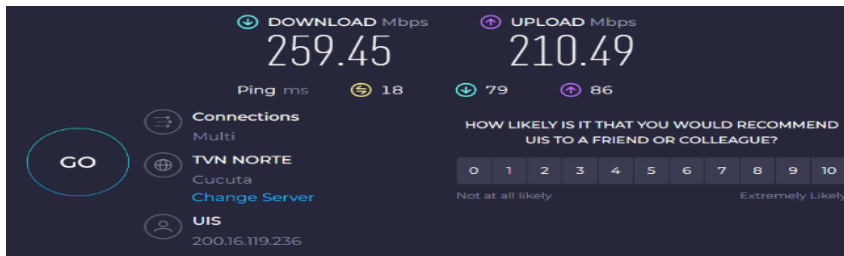 DOWNLOAD Mbps
259.45
UPLOAD Mbps
210.49
Ping ms 18 79 86
GO
Connections
Multi
TVN NORTE
Cucuta
Change Server
UIS
200.16.119.236
HOW LIKELY IS IT THAT YOU WOULD RECOMMEND
UIS TO A FRIEND OR COLLEAGUE?
0 1 2 3 4 5 6 7 8 9 10
Not at all likely Extremely Likely